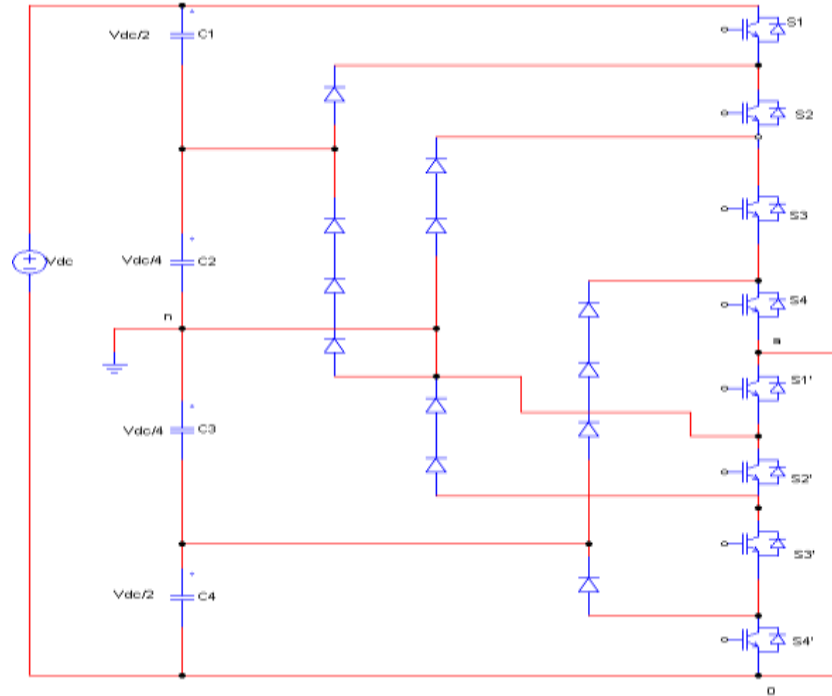 S1
Vdc/2 C1
S2
S3
Vdc
Vdc/4 C2
S4
n
a
S1'
Vdc/4 C3
S2'
S3'
Vdc/2 C4
S4'
o